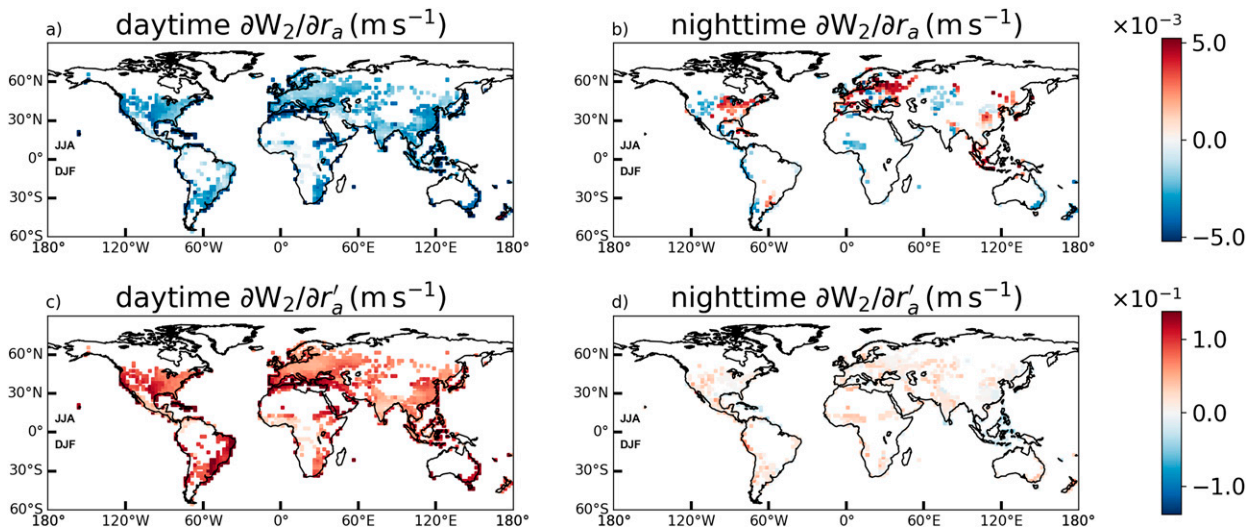 a) daytime ∂W₂/∂rₐ (m s⁻¹)
b) nighttime ∂W₂/∂rₐ (m s⁻¹)
×10⁻³
60°N
30°N
0°
30°S
60°S
JJA
DJF
180° 120°W 60°W 0° 60°E 120°E 180°
JJA
DJF
60°N
30°N
0°
30°S
60°S
180° 120°W 60°W 0° 60°E 120°E 180°
5.0
0.0
−5.0
c) daytime ∂W₂/∂r′ₐ (m s⁻¹)
d) nighttime ∂W₂/∂r′ₐ (m s⁻¹)
×10⁻¹
60°N
30°N
0°
30°S
60°S
JJA
DJF
180° 120°W 60°W 0° 60°E 120°E 180°
60°N
30°N
0°
30°S
60°S
JJA
DJF
180° 120°W 60°W 0° 60°E 120°E 180°
1.0
0.0
−1.0